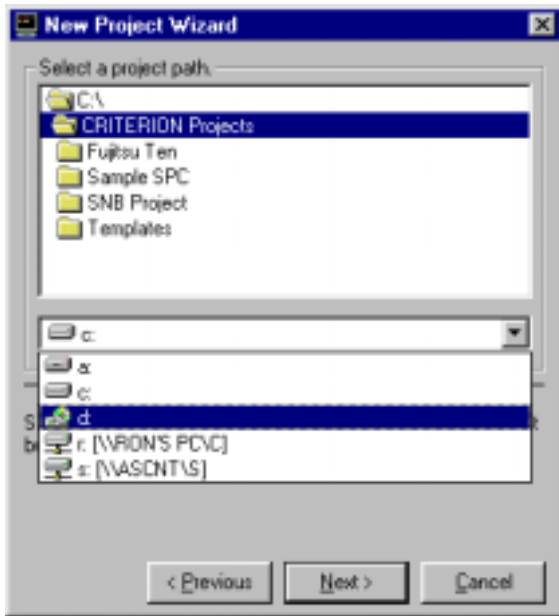 New Project Wizard
Select a project path.
C:\
CRITERION Projects
Fujitsu Ten
Sample SPC
SNB Project
Templates
c:
a:
c:
d:
r: [\\RON'S PC\C]
s: [\\ASCNT\S]
< Previous
Next >
Cancel